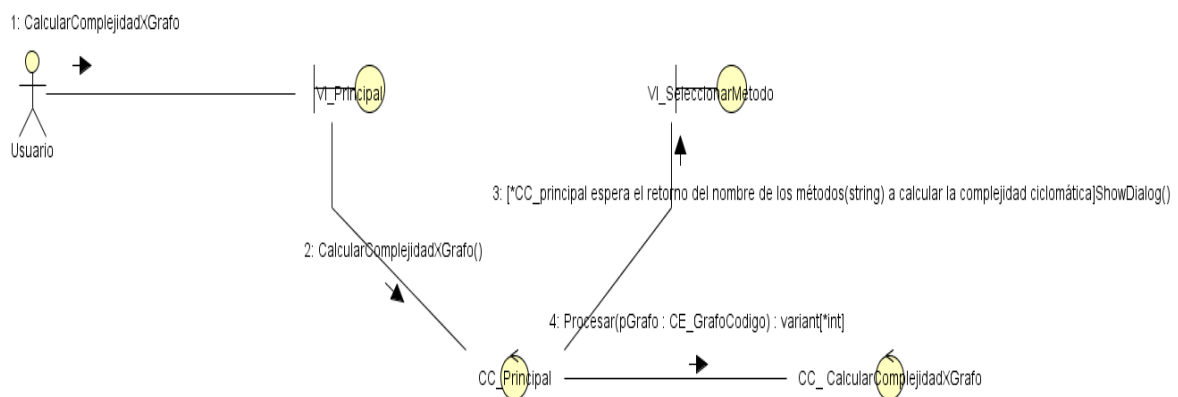 1: CalcularComplejidadXGrafo
VI_Principal
VI_SeleccionarMetodo
Usuario
3: [*CC_principal espera el retorno del nombre de los métodos(string) a calcular la complejidad ciclomática]ShowDialog()
2: CalcularComplejidadXGrafo()
4: Procesar(pGrafo : CE_GrafoCodigo) : variant[*int]
CC_Principal
CC_ CalcularComplejidadXGrafo